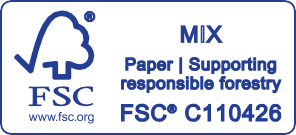 FSC
www.fsc.org
MIX
Paper | Supporting
responsible forestry
FSC® C110426